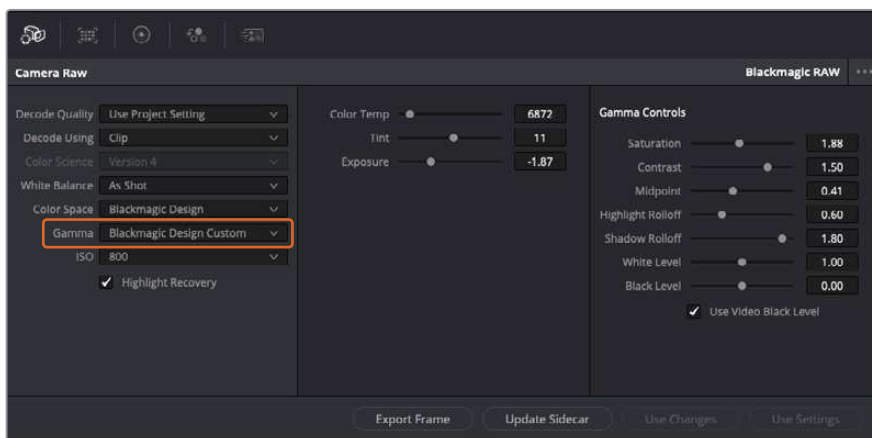 Camera Raw
Blackmagic RAW
Decode Quality Use Project Setting
Decode Using Clip
Color Science Version 4
White Balance As Shot
Color Space Blackmagic Design
Gamma Blackmagic Design Custom
ISO 800
Highlight Recovery
Color Temp 6872
Tint 11
Exposure -1.87
Gamma Controls
Saturation 1.88
Contrast 1.50
Midpoint 0.41
Highlight Rolloff 0.60
Shadow Rolloff 1.80
White Level 1.00
Black Level 0.00
Use Video Black Level
Export Frame
Update Sidecar
Use Changes
Use Settings